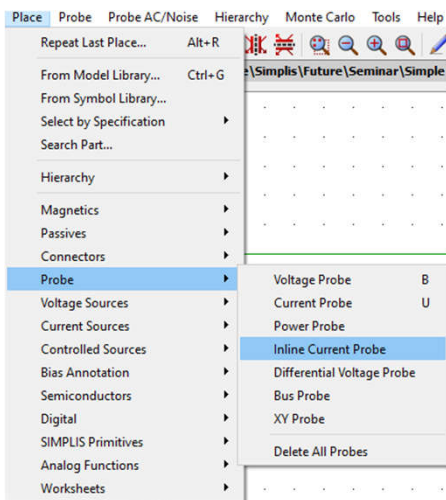 Place Probe Probe AC/Noise Hierarchy Monte Carlo Tools Help
Repeat Last Place... Alt+R
e\Simplis\Future\Seminar\Simple
From Model Library... Ctrl+G
From Symbol Library...
Select by Specification
Search Part...
Hierarchy
Magnetics
Passives
Connectors
Probe
Voltage Sources
Current Sources
Controlled Sources
Bias Annotation
Semiconductors
Digital
SIMPLIS Primitives
Analog Functions
Worksheets
Voltage Probe B
Current Probe U
Power Probe
Inline Current Probe
Differential Voltage Probe
Bus Probe
XY Probe
Delete All Probes